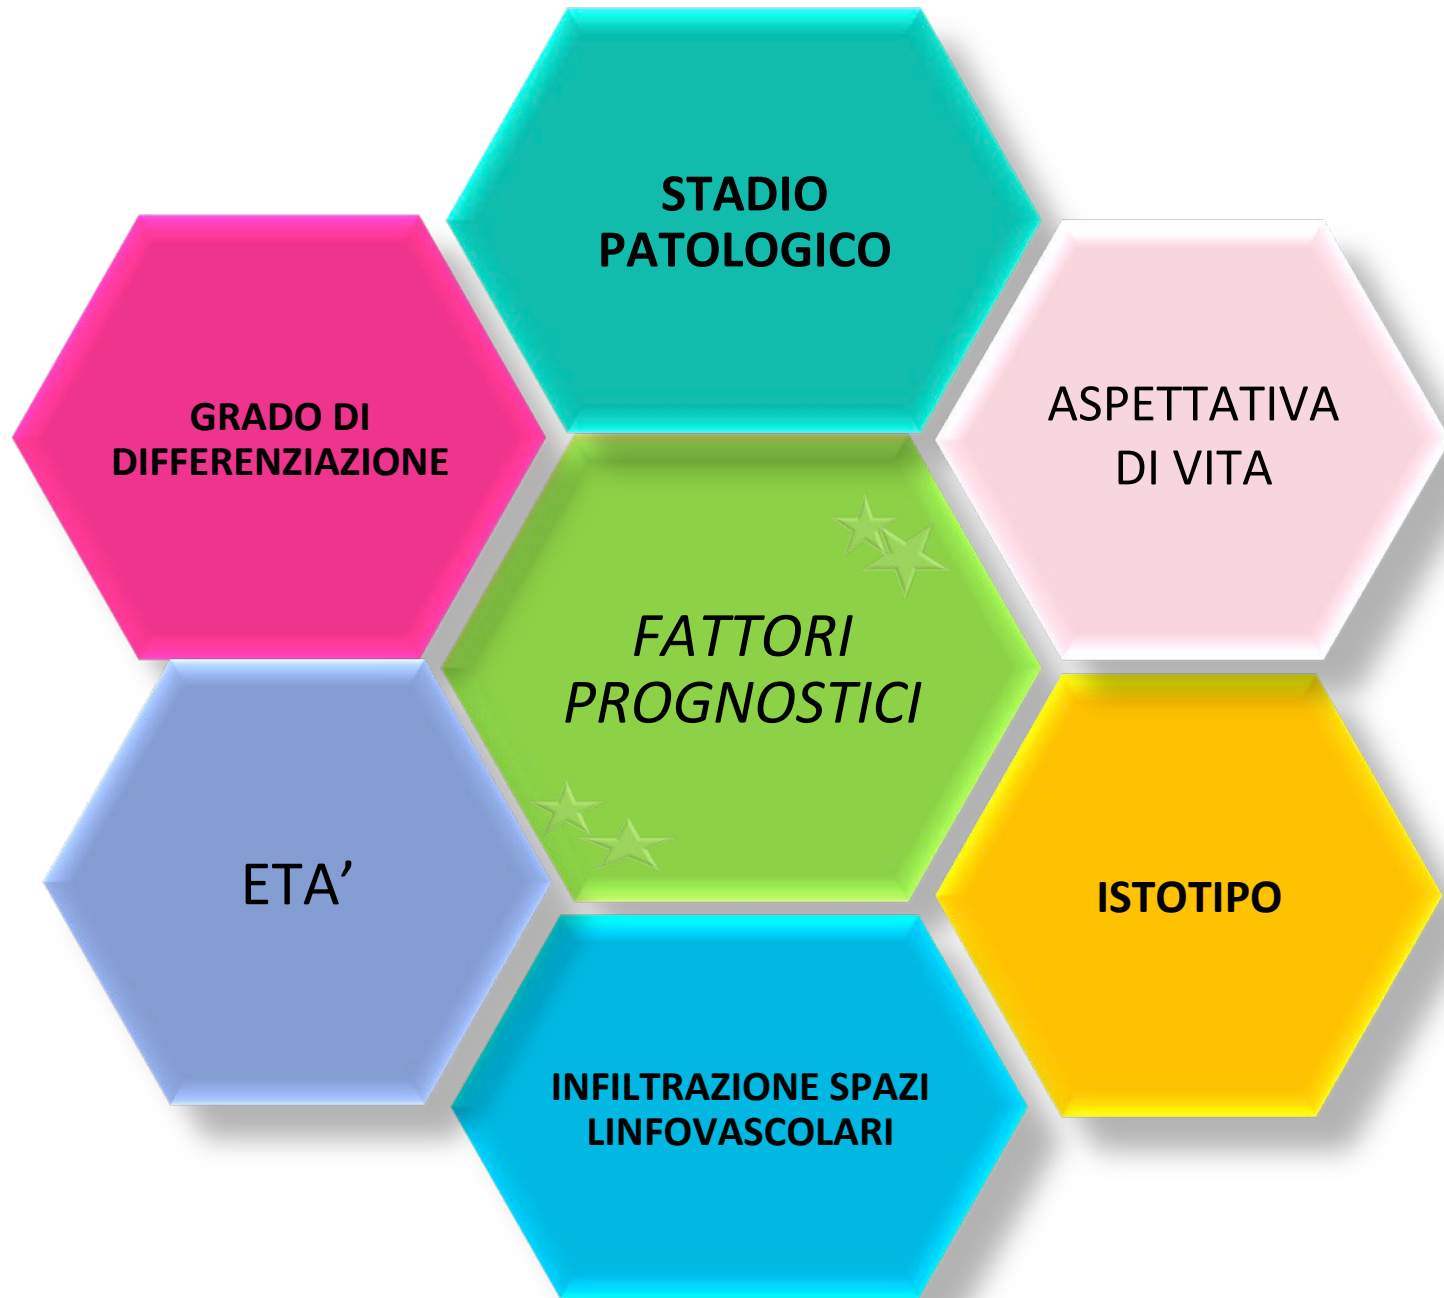 STADIO
PATOLOGICO
GRADO DI
DIFFERENZIAZIONE
ASPETTATIVA
DI VITA
FATTORI
PROGNOSTICI
ETA’
ISTOTIPO
INFILTRAZIONE SPAZI
LINFOVASCOLARI